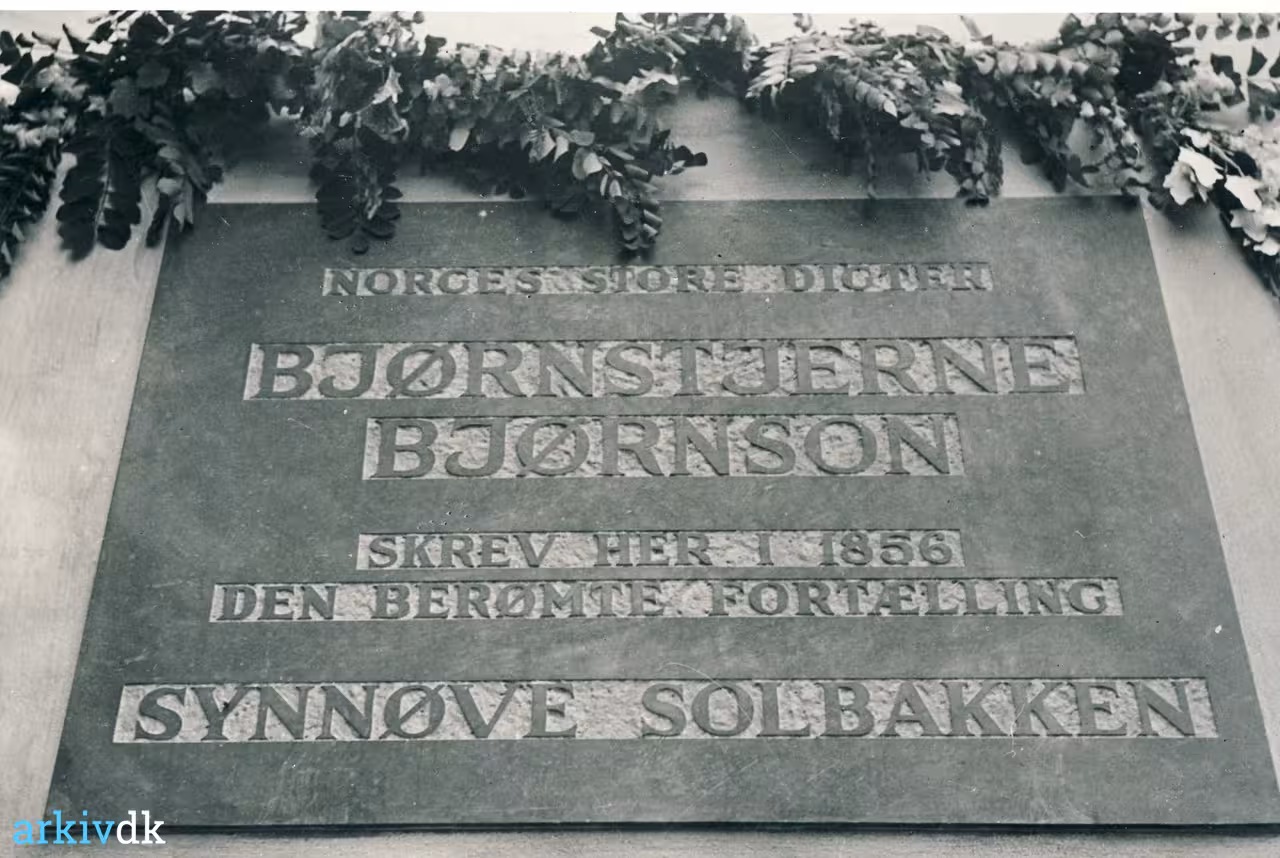 NORGES STORE DIGTER
BJØRNSTJERNE
BJØRNSON
SKREV HER I 1856
DEN BERØMTE FORTÆLLING
SYNNØVE SOLBAKKEN
arkivdk